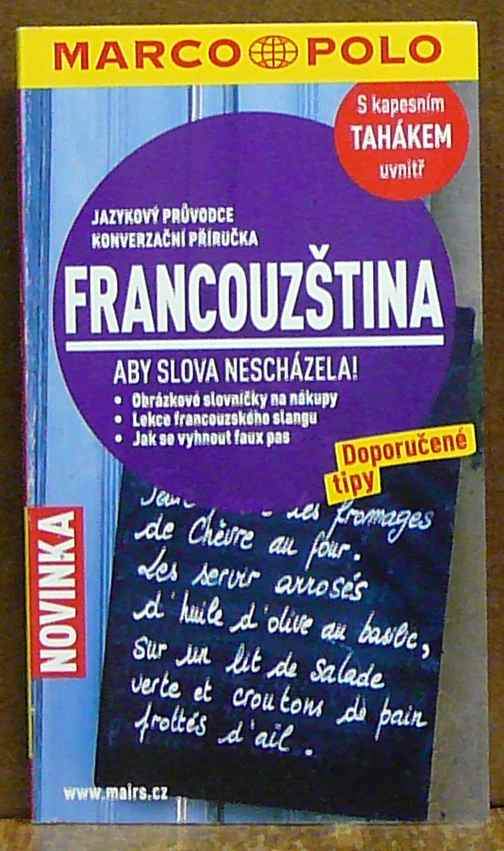 MARCO POLO
S kapesním
TAHÁKEM
uvnitř
JAZYKOVÝ PRŮVODCE
KONVERZAČNÍ PŘÍRUČKA
FRANCOUZŠTINA
ABY SLOVA NESCHÁZELA!
• Obrázkové slovníčky na nákupy
• Lekce francouzského slangu
• Jak se vyhnout faux pas
Doporučené
tipy
les fromages
de Chèvre au four.
Les servir arrosés
d'huile d'olive au basilic,
sur un lit de salade
verte et croutons de pain
frottés d'ail.
NOVINKA
www.mairs.cz